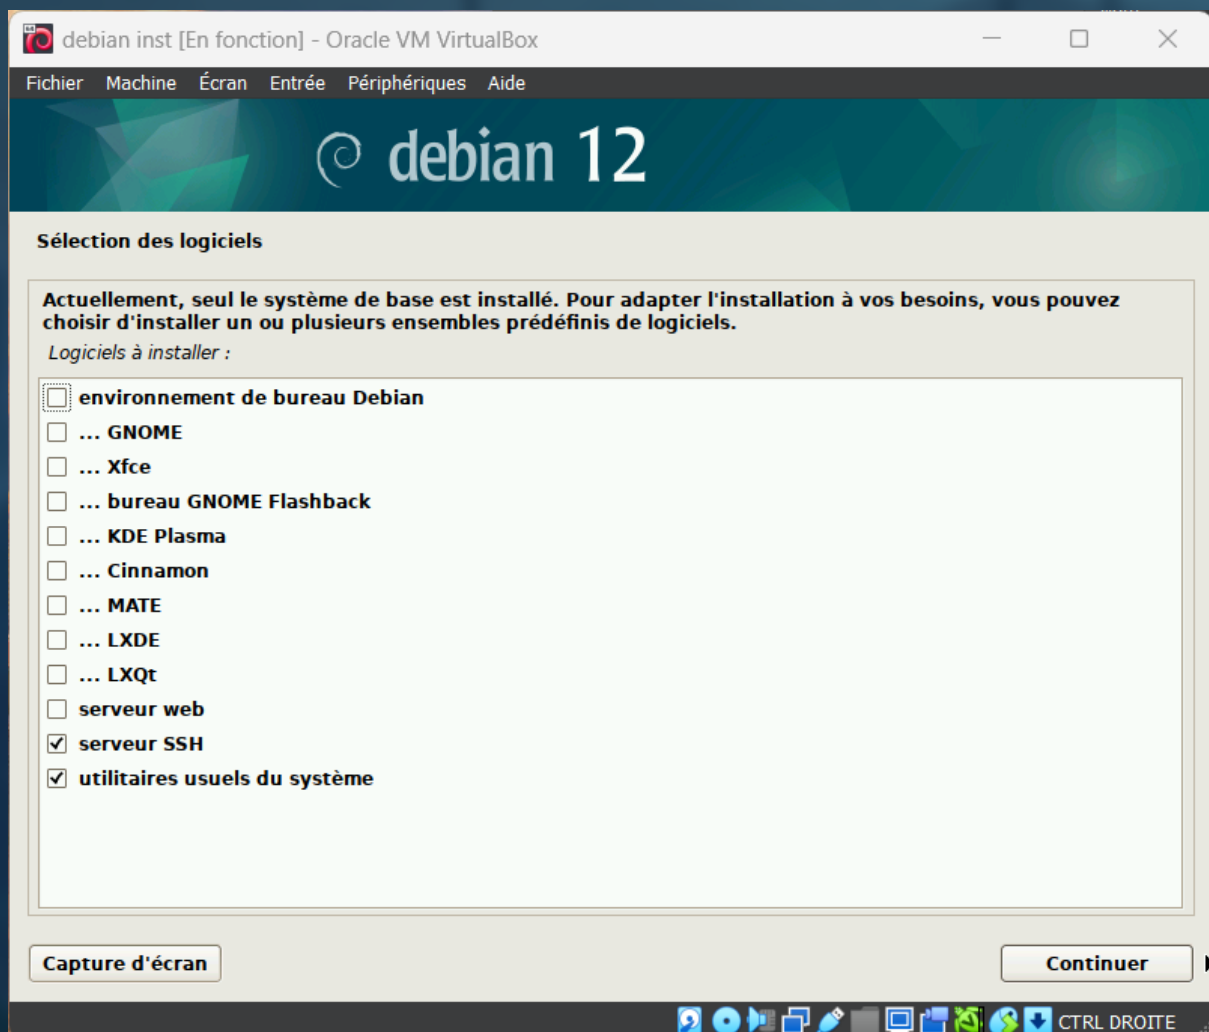 debian inst [En fonction] - Oracle VM VirtualBox
Fichier Machine Écran Entrée Périphériques Aide
debian 12
Sélection des logiciels
Actuellement, seul le système de base est installé. Pour adapter l'installation à vos besoins, vous pouvez
choisir d'installer un ou plusieurs ensembles prédéfinis de logiciels.
Logiciels à installer :
environnement de bureau Debian
... GNOME
... Xfce
... bureau GNOME Flashback
... KDE Plasma
... Cinnamon
... MATE
... LXDE
... LXQt
serveur web
serveur SSH
utilitaires usuels du système
Capture d'écran
Continuer
CTRL DROITE